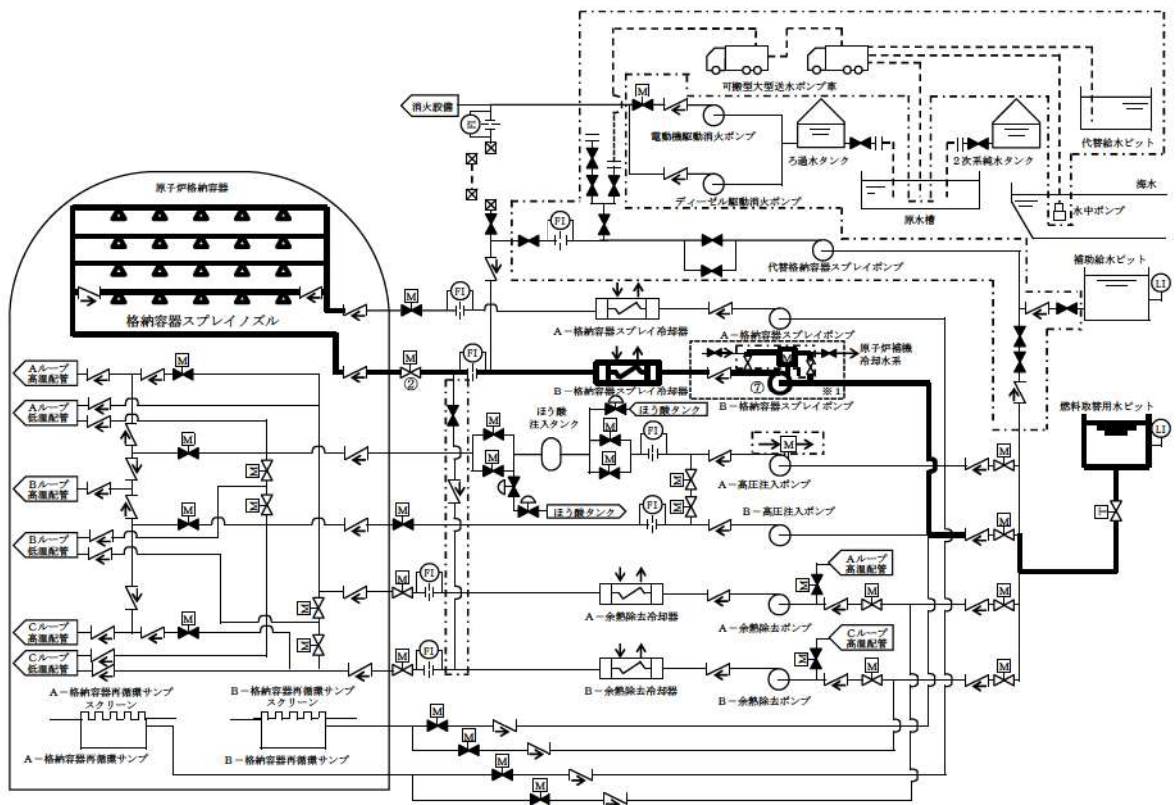 可搬型大型送水ポンプ車
消火設備
M
FI
電動機駆動消火ポンプ
ろ過水タンク
2次系純水タンク
代替給水ピット
ディーゼル駆動消火ポンプ
原水槽
海水
水中ポンプ
原子炉格納容器
FI
代替格納容器スプレイポンプ
補助給水ピット
LI
格納容器スプレイノズル
M
FI
A-格納容器スプレイ冷却器
A-格納容器スプレイポンプ
原子炉補機
冷却水系
M
②
FI
B-格納容器スプレイ冷却器
M
⑦
※1
B-格納容器スプレイポンプ
燃料取替用水ピット
LI
Aループ
高温配管
M
Aループ
低温配管
ほう酸
注入タンク
ほう酸タンク
M
M
M
M
FI
M
A-高圧注入ポンプ
M
M
M
Bループ
高温配管
M
M
ほう酸タンク
FI
M
B-高圧注入ポンプ
M
T
M
M
Bループ
低温配管
Aループ
高温配管
M
FI
M
A-余熱除去冷却器
A-余熱除去ポンプ
M
M
M
Cループ
高温配管
M
M
Cループ
高温配管
Cループ
低温配管
M
FI
M
B-余熱除去冷却器
B-余熱除去ポンプ
M
M
A-格納容器再循環サンプ
スクリーン
B-格納容器再循環サンプ
スクリーン
M
M
A-格納容器再循環サンプ
B-格納容器再循環サンプ
M
M